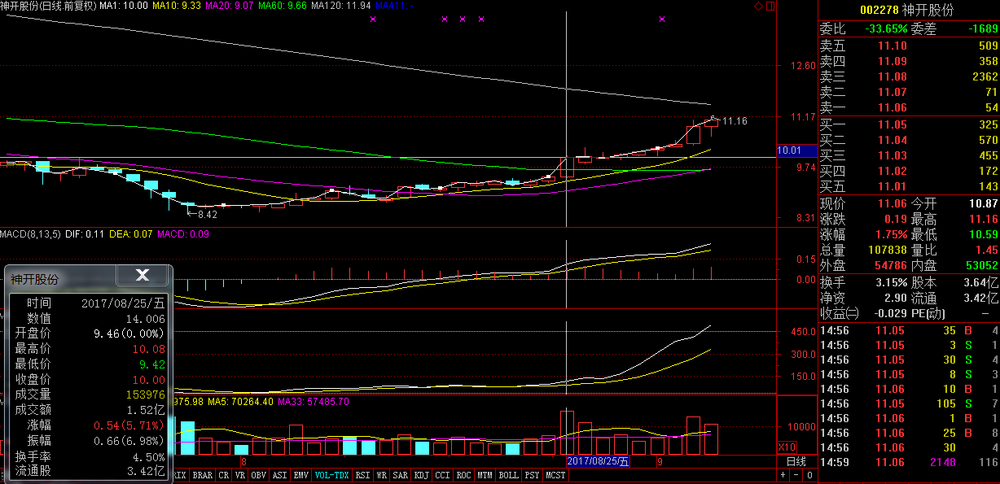 神开股份(日线.前复权) MA1: 10.00 MA10: 9.33 MA20: 9.07 MA60: 9.66 MA120: 11.94 MA411 -
12.60
11.17
11.16
10.01
9.74
8.42
8.31
MACD(8,13,5) DIF: 0.11 DEA: 0.07 MACD: 0.09
0.15
0.00
450.0
300.0
150.0
975.98 MA5: 70264.40 MA33: 57485.70
10000
X10
8 2017/08/25/五 9 日线
RIX BRAR CR VR OBV ASI EMV VOL-TDX RSI WR SAR KDJ CCI ROC MTM BOLL PSY MCST + - 0
神开股份 X
时间 2017/08/25/五
数值 14.006
开盘价 9.46(0.00%)
最高价 10.08
最低价 9.42
收盘价 10.00
成交量 153976
成交额 1.52亿
涨幅 0.54(5.71%)
振幅 0.66(6.98%)
换手率 4.50%
流通股 3.42亿
002278 神开股份
委比 -33.65% 委差 -1689
卖五 11.10 509
卖四 11.09 358
卖三 11.08 2362
卖二 11.07 71
卖一 11.06 54
买一 11.05 325
买二 11.04 570
买三 11.03 455
买四 11.02 172
买五 11.01 143
现价 11.06 今开 10.87
涨跌 0.19 最高 11.16
涨幅 1.75% 最低 10.59
总量 107838 量比 1.45
外盘 54786 内盘 53052
换手 3.15% 股本 3.64亿
净资 2.90 流通 3.42亿
收益㈡ -0.029 PE(动) —
14:56 11.05 35 B 4
14:56 11.05 3 S 1
14:56 11.05 30 S 4
14:56 11.05 8 S 3
14:56 11.06 10 B 1
14:56 11.05 105 S 7
14:56 11.06 1 B 1
14:56 11.06 25 B 8
14:56 11.06 30 4
14:59 11.06 2148 116